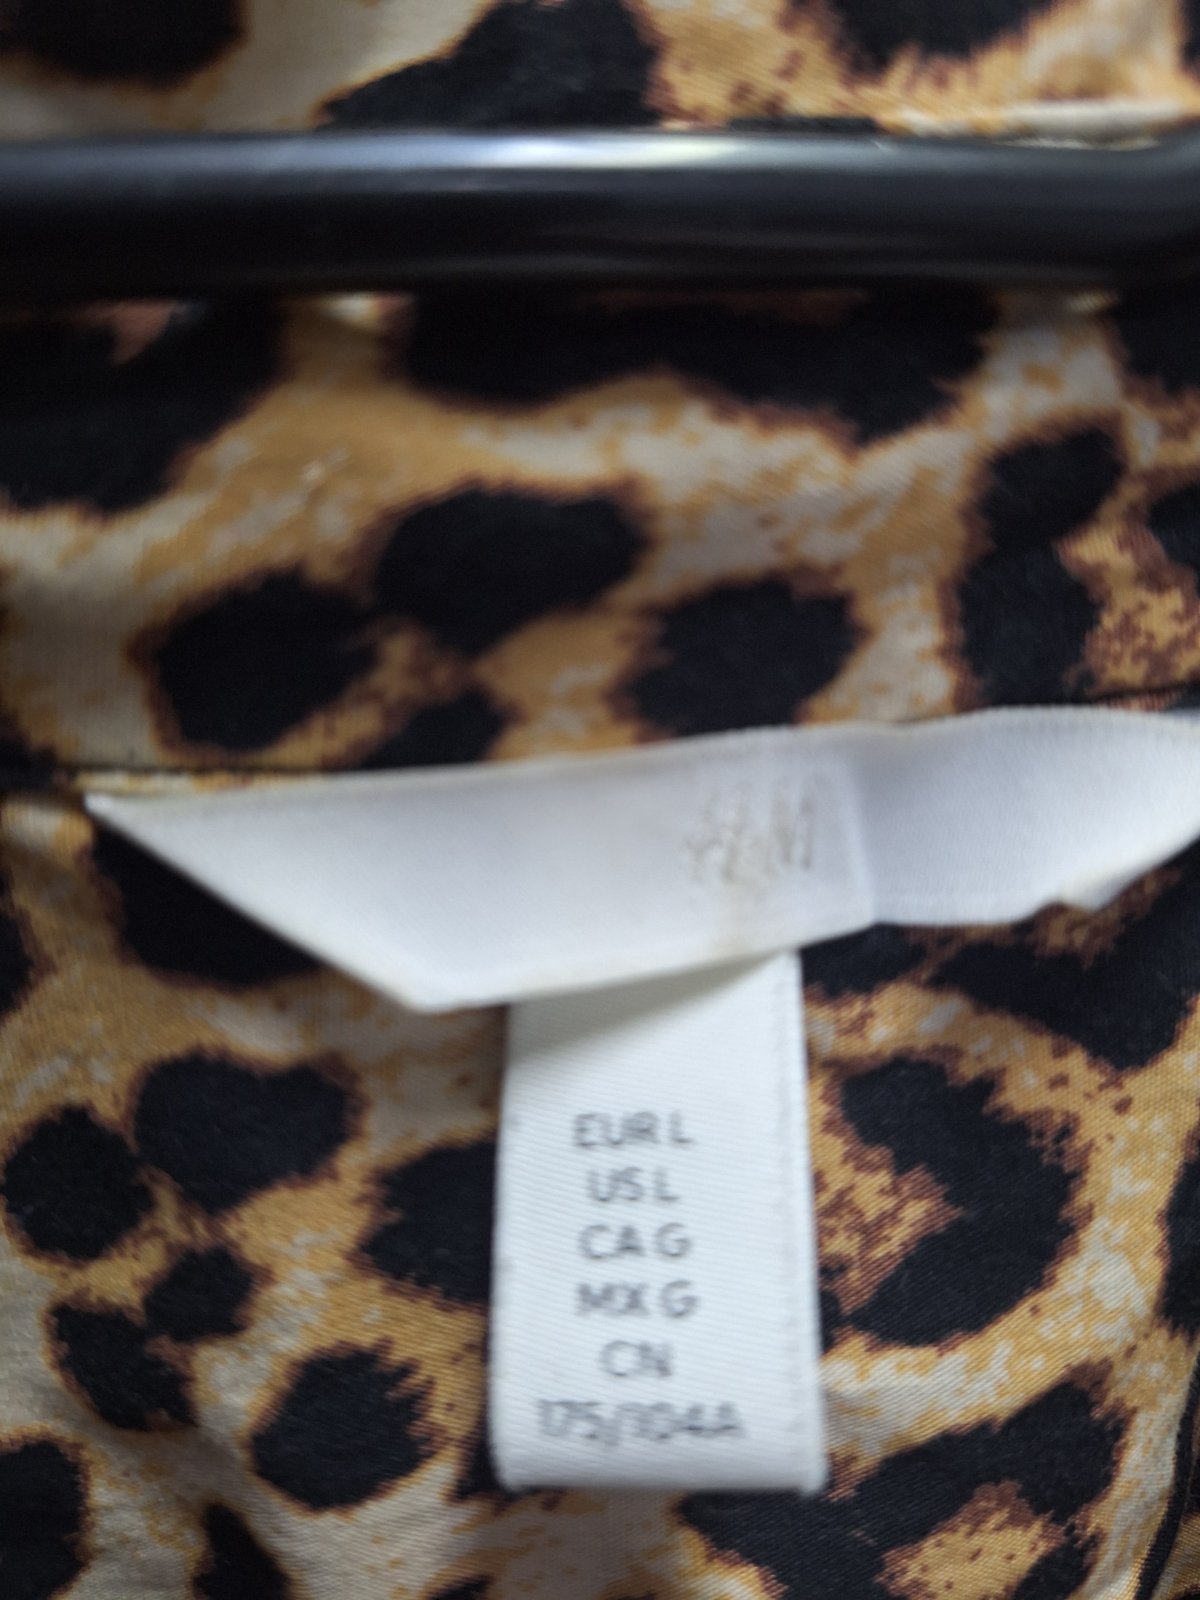 H&M
EUR L
US L
CA G
MX G
CN
175/104A